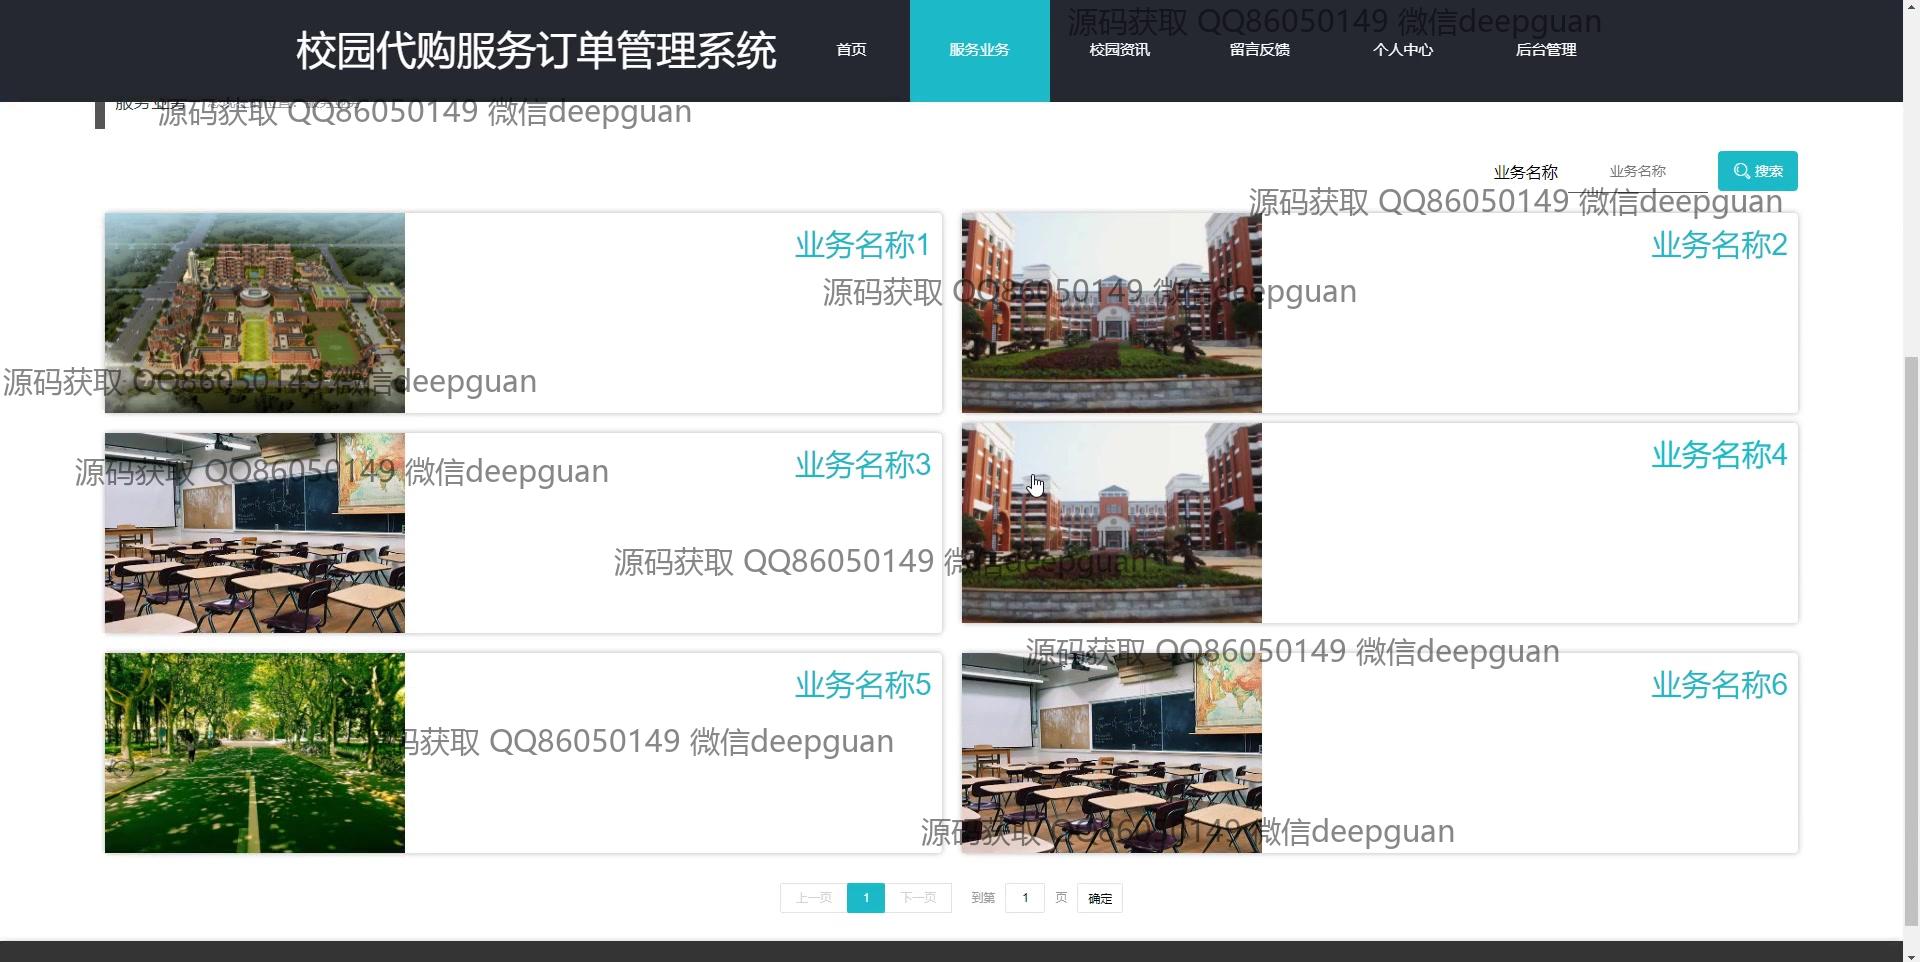 校园代购服务订单管理系统
首页
服务业务
校园资讯
留言反馈
个人中心
后台管理
源码获取 QQ86050149 微信deepguan
服务业务
源码获取 QQ86050149 微信deepguan
业务名称
业务名称
搜索
源码获取 QQ86050149 微信deepguan
业务名称1
业务名称2
源码获取 QQ86050149 微信deepguan
源码获取 QQ86050149 微信deepguan
业务名称3
业务名称4
源码获取 QQ86050149 微信deepguan
源码获取 QQ86050149 微信deepguan
源码获取 QQ86050149 微信deepguan
业务名称5
业务名称6
码获取 QQ86050149 微信deepguan
源码获取 QQ86050149 微信deepguan
上一页
1
下一页
到第
1
页
确定